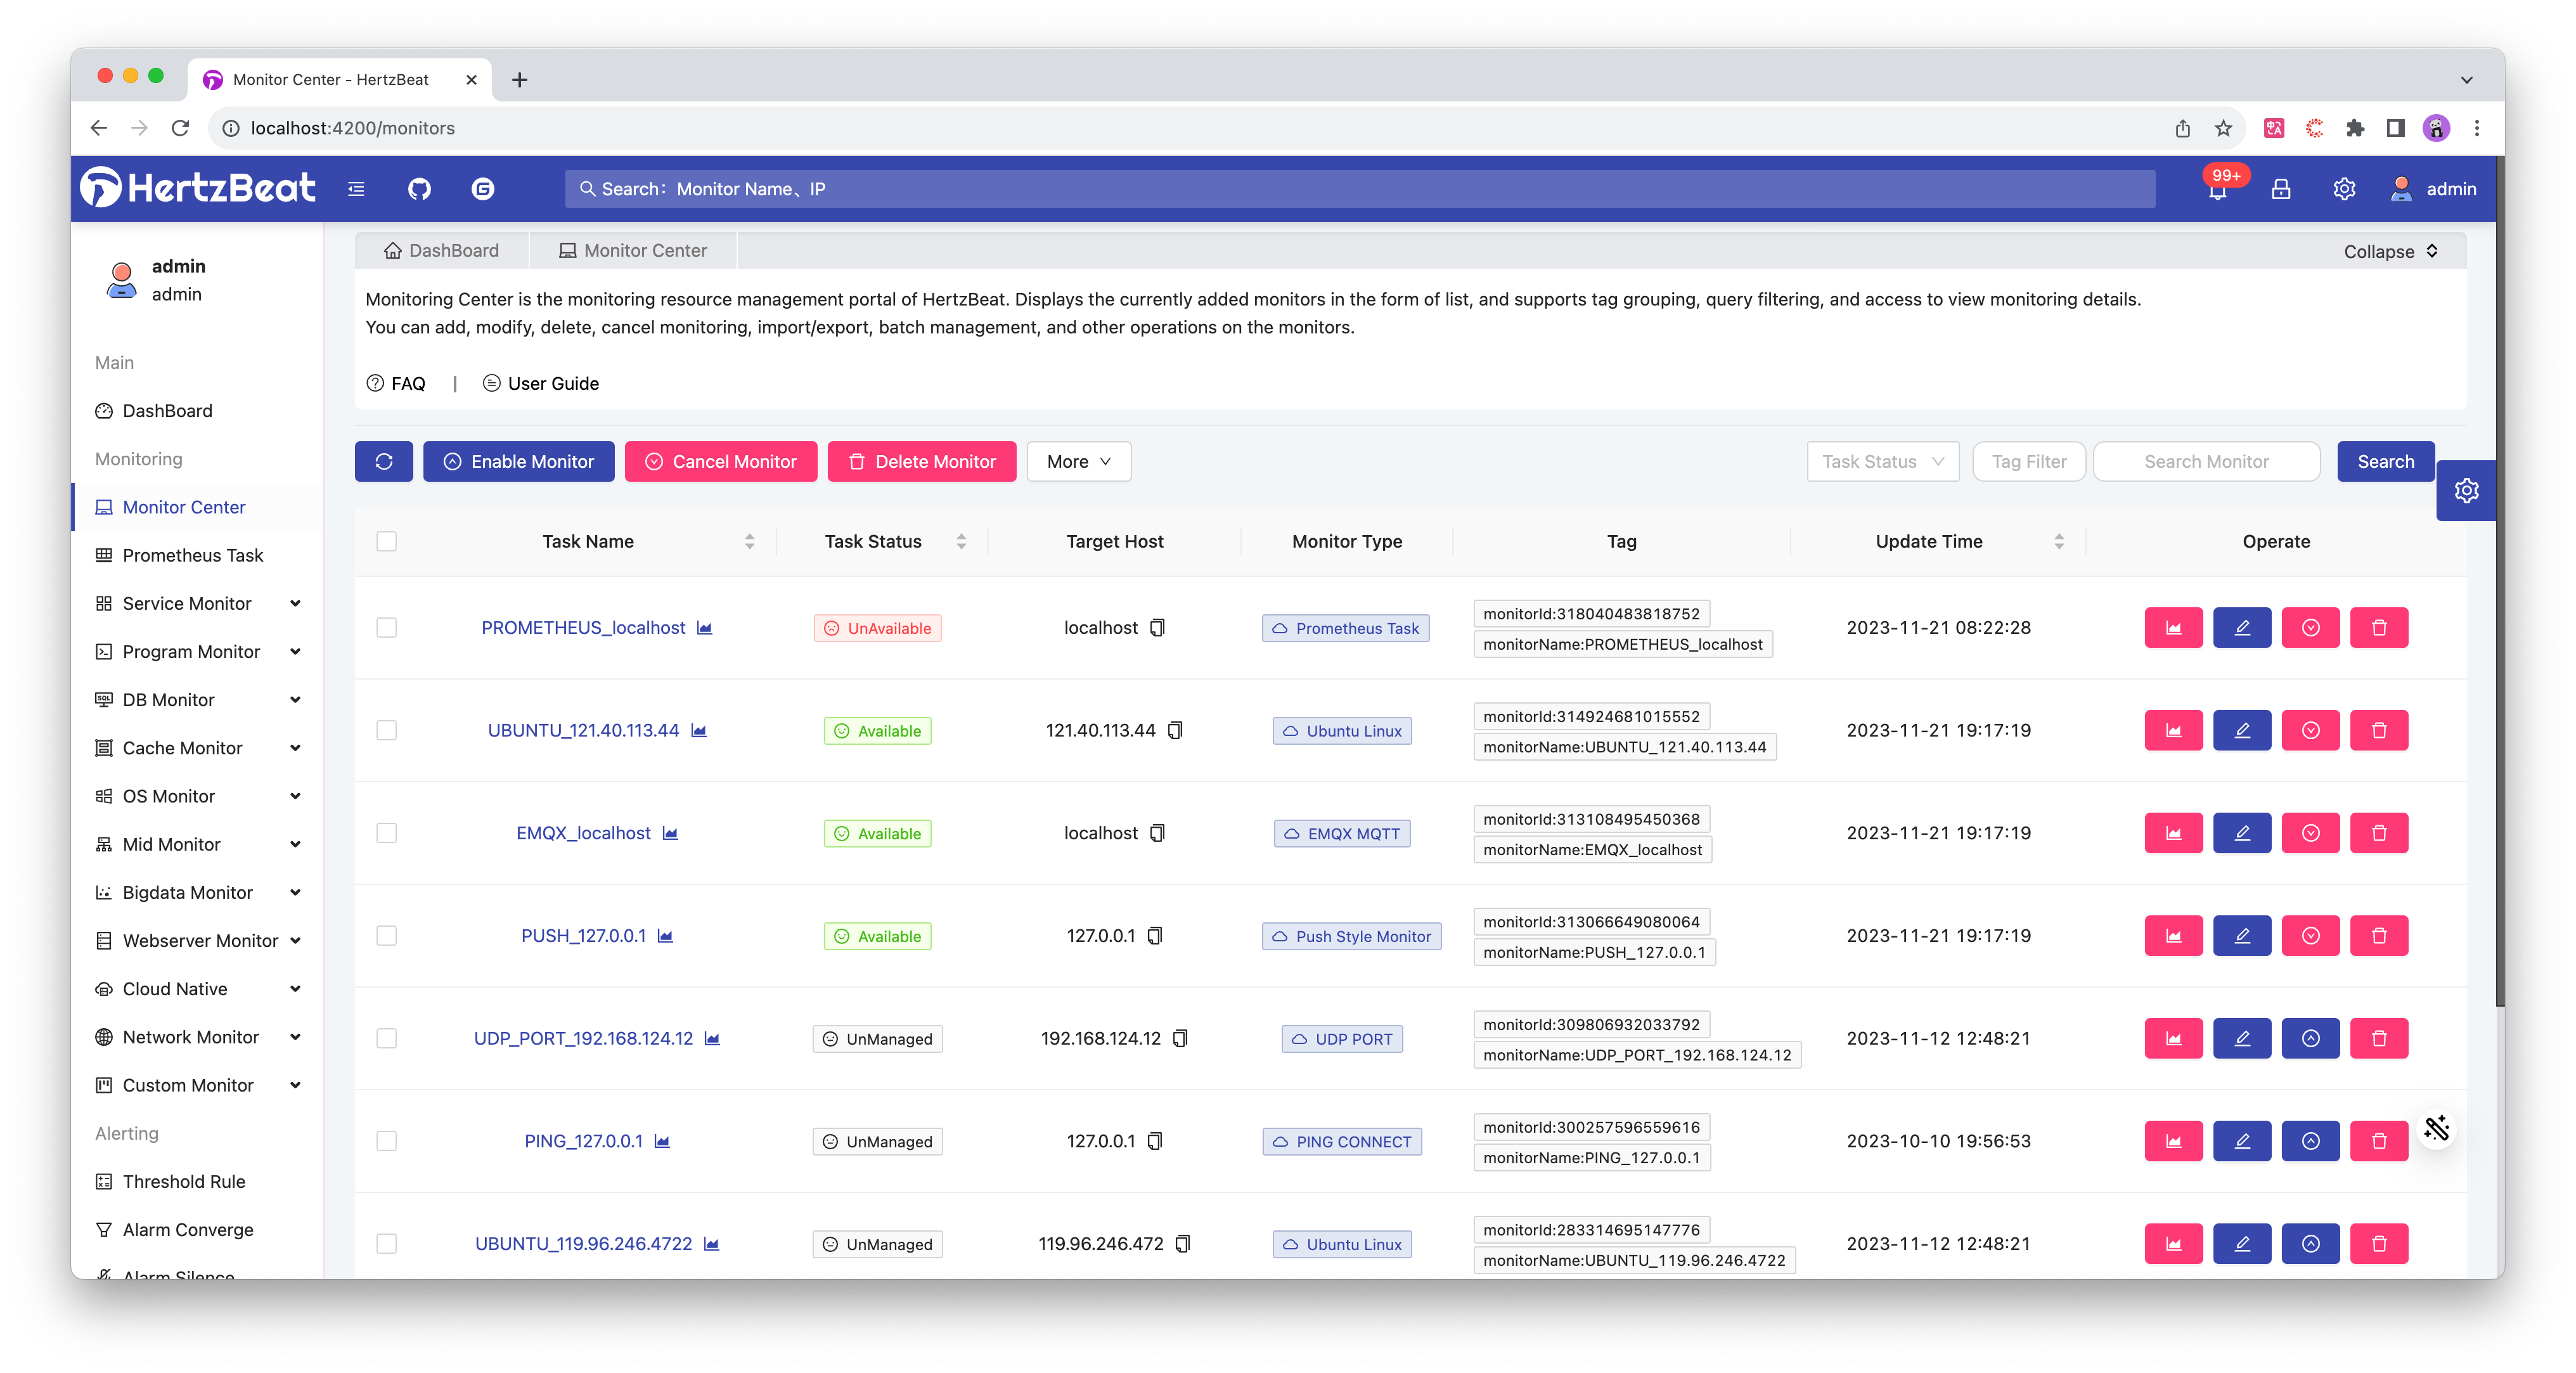 Monitor Center - HertzBeat
localhost:4200/monitors
HertzBeat
Search：Monitor Name、IP
99+
admin
admin
admin
Main
DashBoard
Monitoring
Monitor Center
Prometheus Task
Service Monitor
Program Monitor
DB Monitor
Cache Monitor
OS Monitor
Mid Monitor
Bigdata Monitor
Webserver Monitor
Cloud Native
Network Monitor
Custom Monitor
Alerting
Threshold Rule
Alarm Converge
Alarm Silence
DashBoard
Monitor Center
Collapse
Monitoring Center is the monitoring resource management portal of HertzBeat. Displays the currently added monitors in the form of list, and supports tag grouping, query filtering, and access to view monitoring details.
You can add, modify, delete, cancel monitoring, import/export, batch management, and other operations on the monitors.
FAQ | User Guide
Enable Monitor Cancel Monitor Delete Monitor More Task Status Tag Filter Search Monitor Search
Task Name Task Status Target Host Monitor Type Tag Update Time Operate
PROMETHEUS_localhost UnAvailable localhost Prometheus Task monitorId:318040483818752 2023-11-21 08:22:28
monitorName:PROMETHEUS_localhost
UBUNTU_121.40.113.44 Available 121.40.113.44 Ubuntu Linux monitorId:314924681015552 2023-11-21 19:17:19
monitorName:UBUNTU_121.40.113.44
EMQX_localhost Available localhost EMQX MQTT monitorId:313108495450368 2023-11-21 19:17:19
monitorName:EMQX_localhost
PUSH_127.0.0.1 Available 127.0.0.1 Push Style Monitor monitorId:313066649080064 2023-11-21 19:17:19
monitorName:PUSH_127.0.0.1
UDP_PORT_192.168.124.12 UnManaged 192.168.124.12 UDP PORT monitorId:309806932033792 2023-11-12 12:48:21
monitorName:UDP_PORT_192.168.124.12
PING_127.0.0.1 UnManaged 127.0.0.1 PING CONNECT monitorId:300257596559616 2023-10-10 19:56:53
monitorName:PING_127.0.0.1
UBUNTU_119.96.246.4722 UnManaged 119.96.246.472 Ubuntu Linux monitorId:283314695147776 2023-11-12 12:48:21
monitorName:UBUNTU_119.96.246.4722